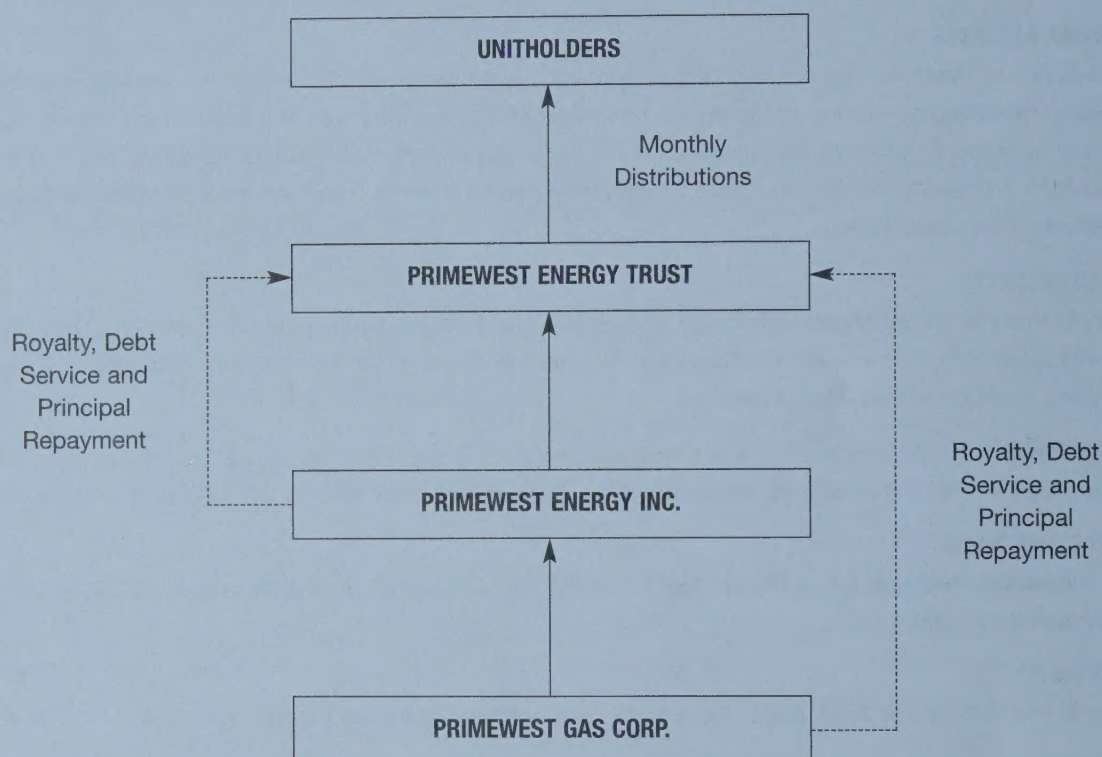 UNITHOLDERS
Monthly
Distributions
PRIMEWEST ENERGY TRUST
Royalty, Debt
Service and
Principal
Repayment
PRIMEWEST ENERGY INC.
Royalty, Debt
Service and
Principal
Repayment
PRIMEWEST GAS CORP.